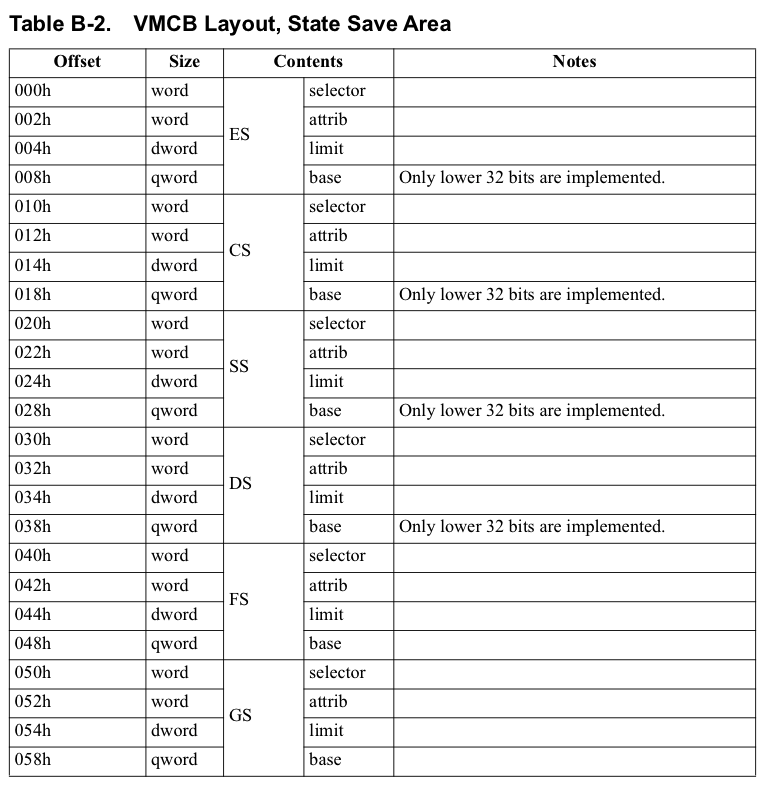 Table B-2. VMCB Layout, State Save Area
Offset Size Contents Notes
000h word ES selector
002h word attrib
004h dword limit
008h qword base Only lower 32 bits are implemented.
010h word CS selector
012h word attrib
014h dword limit
018h qword base Only lower 32 bits are implemented.
020h word SS selector
022h word attrib
024h dword limit
028h qword base Only lower 32 bits are implemented.
030h word DS selector
032h word attrib
034h dword limit
038h qword base Only lower 32 bits are implemented.
040h word FS selector
042h word attrib
044h dword limit
048h qword base
050h word GS selector
052h word attrib
054h dword limit
058h qword base